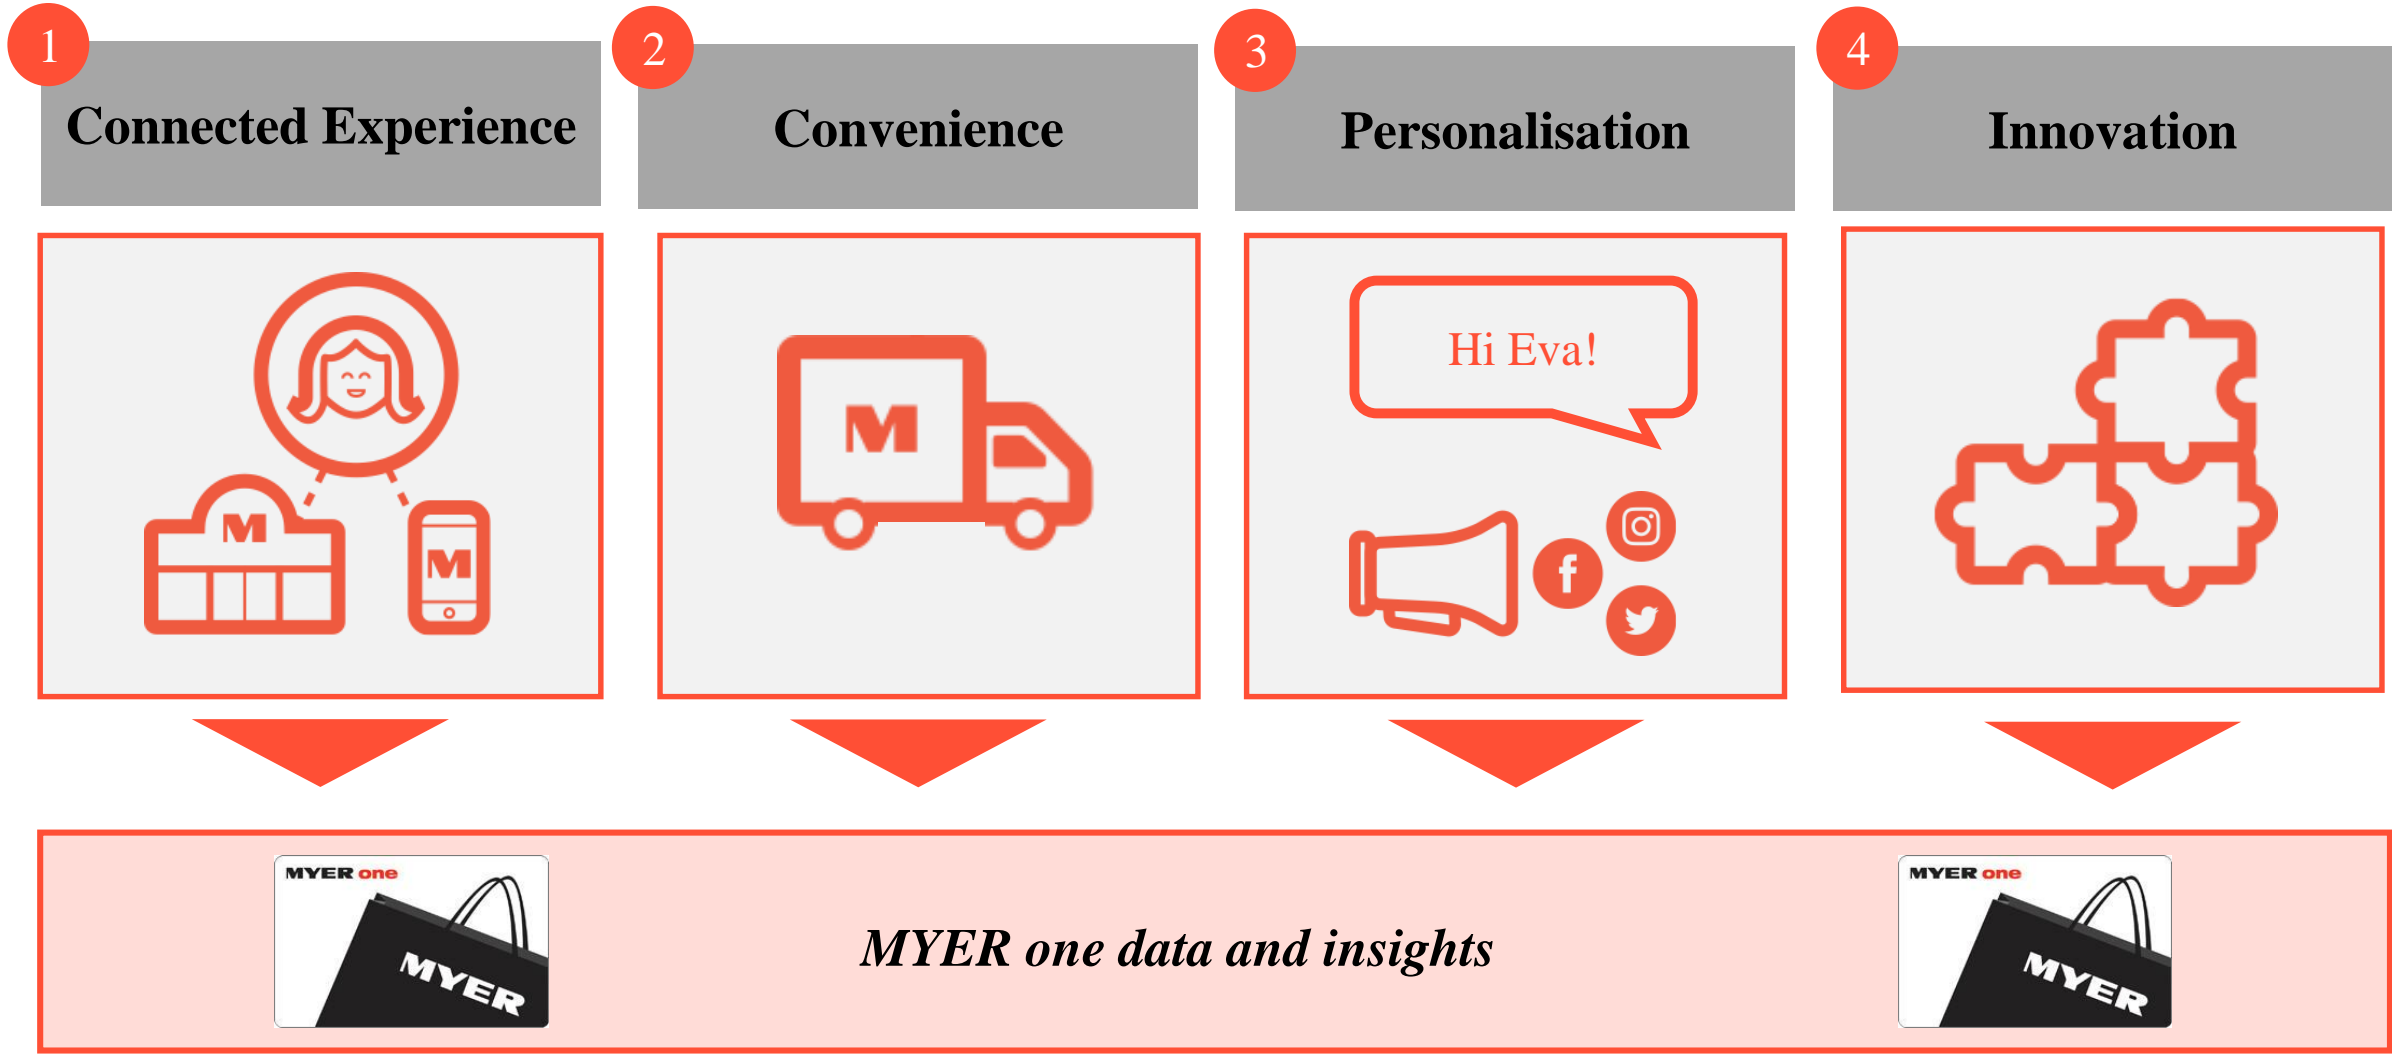 1
Connected Experience
2
Convenience
3
Personalisation
4
Innovation
M
M
M
Hi Eva!
f
MYER one
MYER
MYER one data and insights
MYER one
MYER